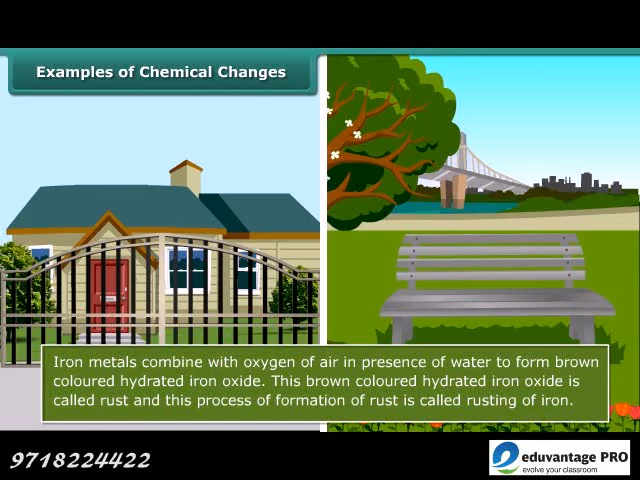 Examples of Chemical Changes
Iron metals combine with oxygen of air in presence of water to form brown
coloured hydrated iron oxide. This brown coloured hydrated iron oxide is
called rust and this process of formation of rust is called rusting of iron.
9718224422
eduvantage PRO
evolve your classroom